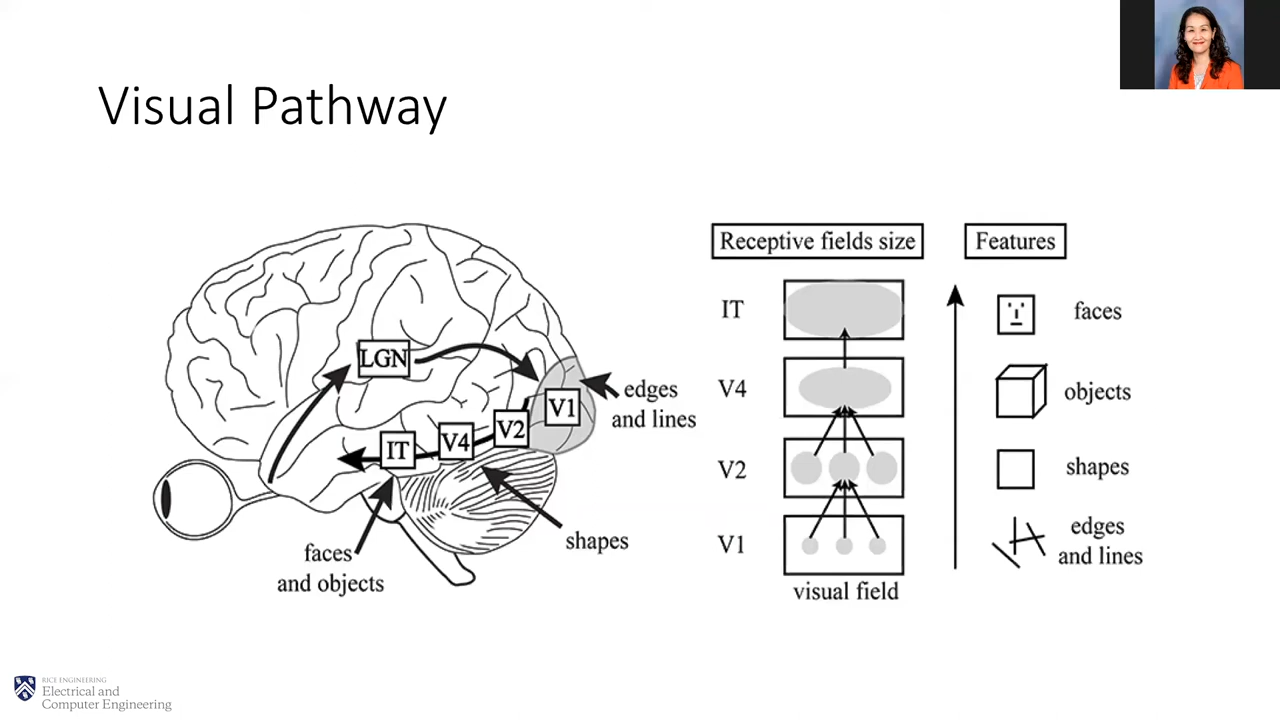 Visual Pathway
LGN
V1
V2
V4
IT
edges
and lines
shapes
faces
and objects
Receptive fields size
Features
IT
faces
V4
objects
V2
shapes
V1
edges
and lines
visual field
RICE ENGINEERING
Electrical and
Computer Engineering